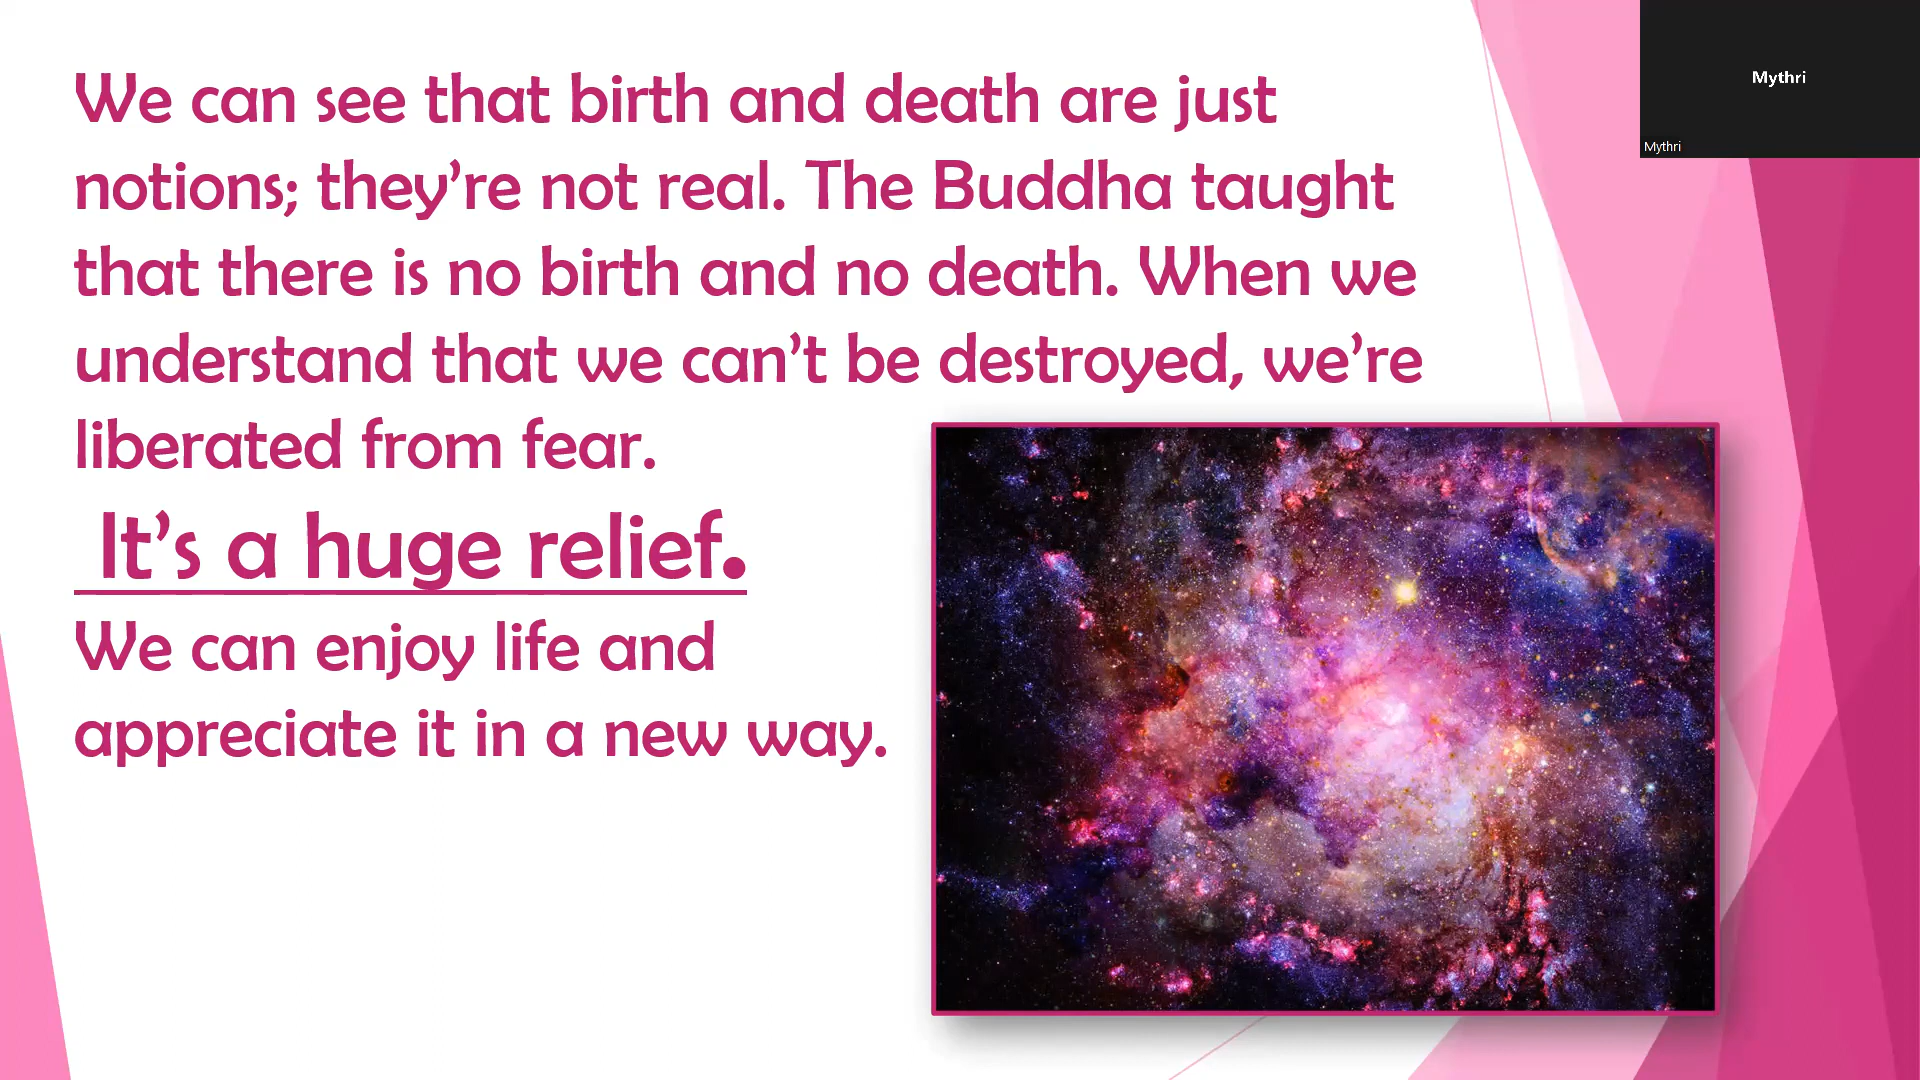 We can see that birth and death are just
notions; they’re not real. The Buddha taught
that there is no birth and no death. When we
understand that we can’t be destroyed, we’re
liberated from fear.
It’s a huge relief.
We can enjoy life and
appreciate it in a new way.
Mythri
Mythri